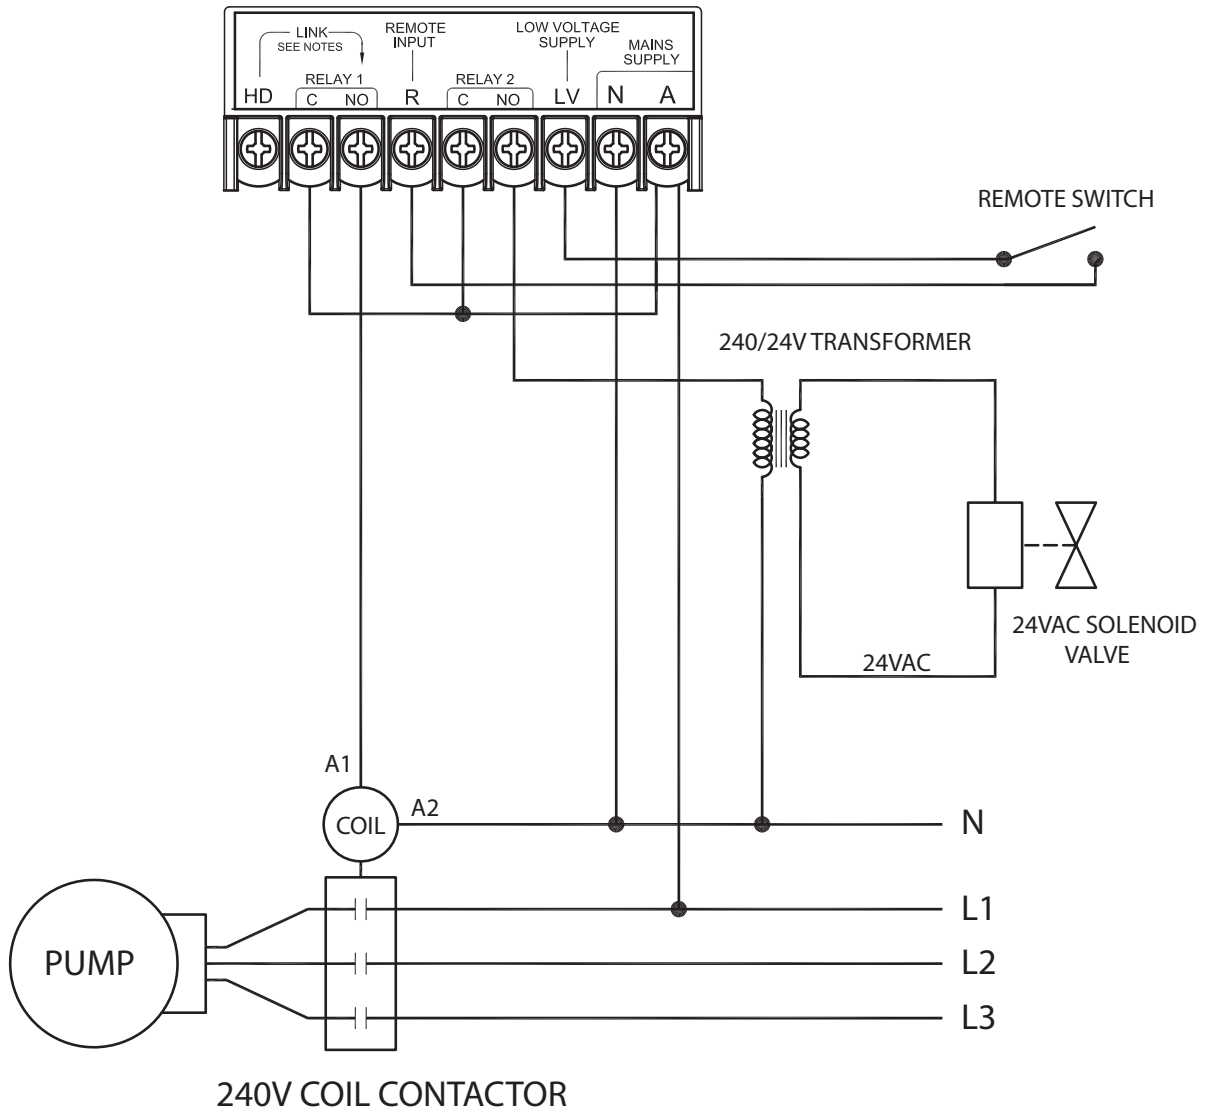 LINK
SEE NOTES
REMOTE
INPUT
LOW VOLTAGE
SUPPLY
MAINS
SUPPLY
RELAY 1
RELAY 2
HD
C
NO
R
C
NO
LV
N
A
REMOTE SWITCH
240/24V TRANSFORMER
24VAC SOLENOID
VALVE
24VAC
A1
COIL
A2
N
L1
PUMP
L2
L3
240V COIL CONTACTOR